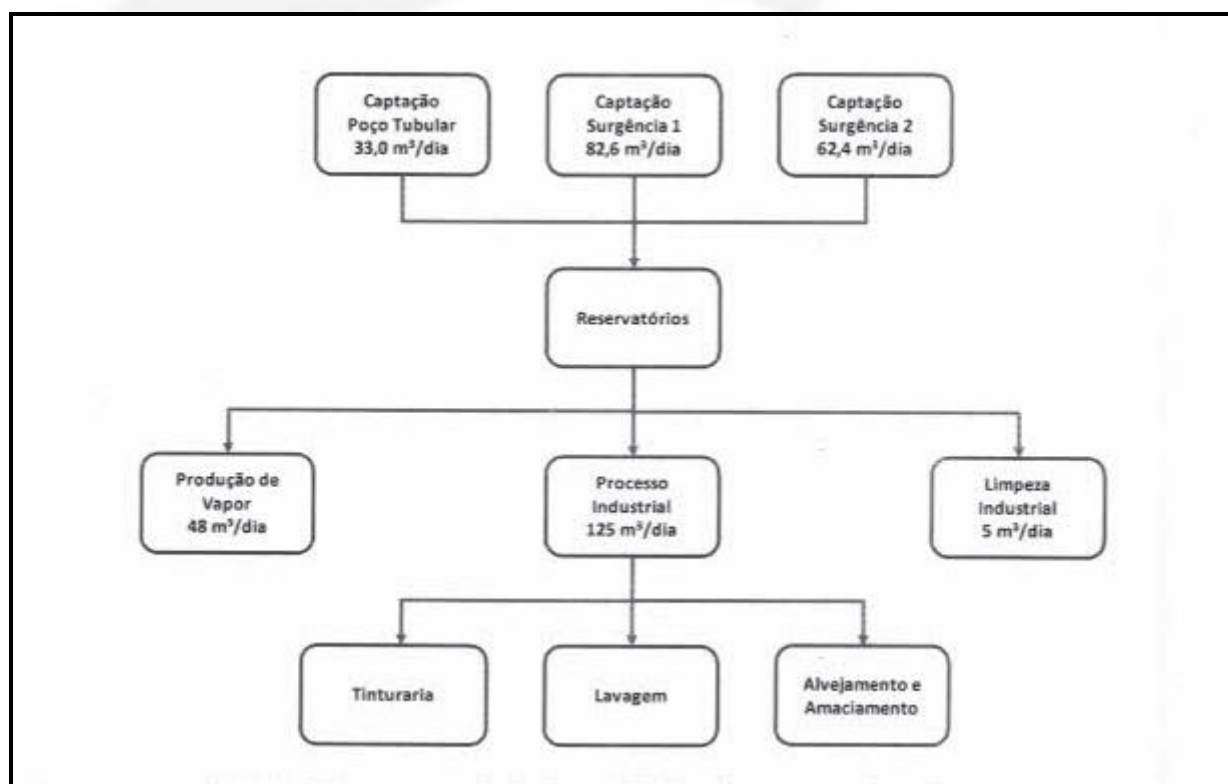 Captação
Poço Tubular
33,0 m³/dia
Captação
Surgência 1
82,6 m³/dia
Captação
Surgência 2
62,4 m³/dia
Reservatórios
Produção de
Vapor
48 m³/dia
Processo
Industrial
125 m³/dia
Limpeza
Industrial
5 m³/dia
Tinturaria
Lavagem
Alvejamento e
Amaciamento